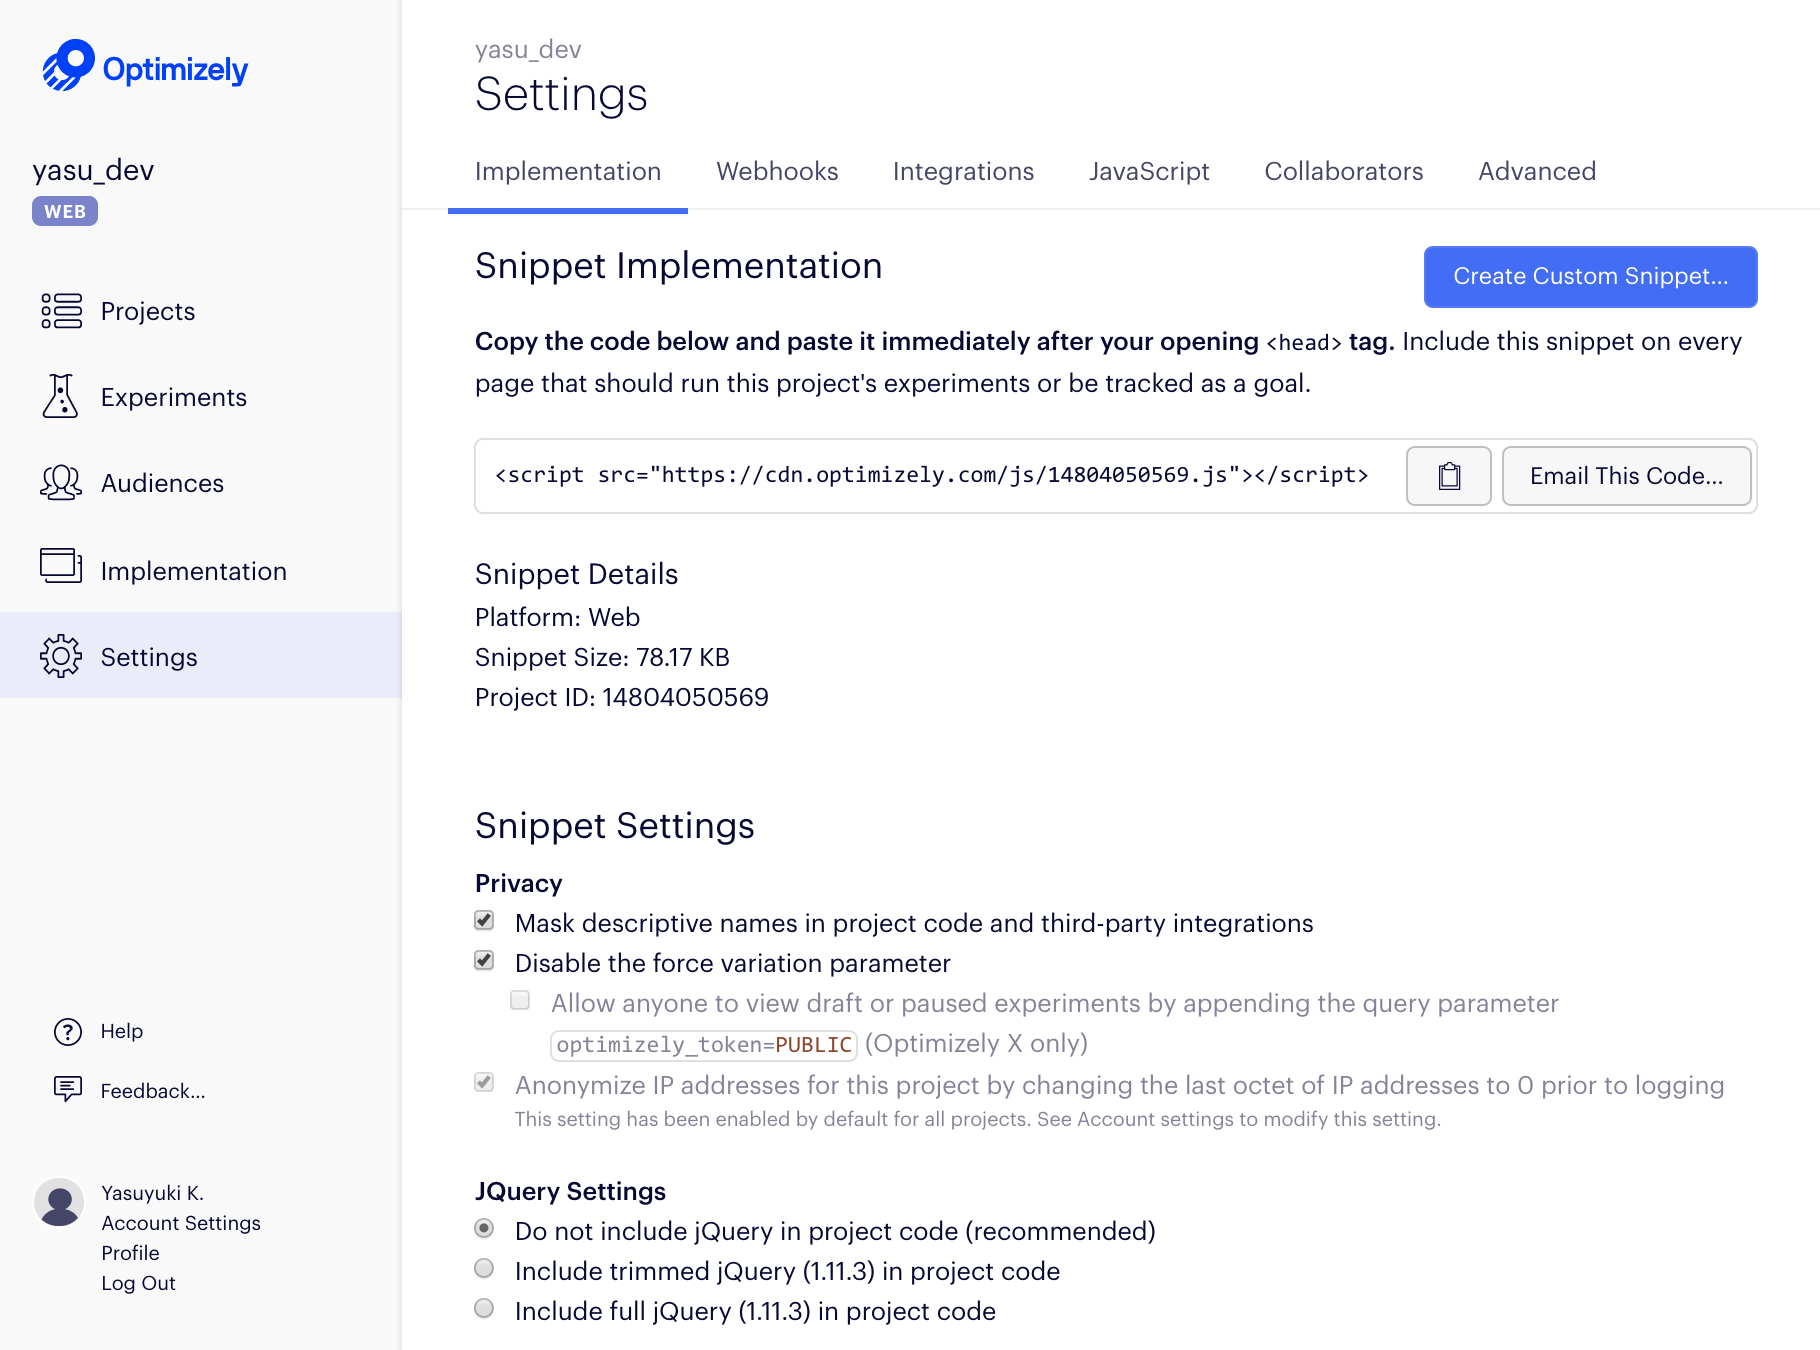 Optimizely
yasu_dev
WEB
Projects
Experiments
Audiences
Implementation
Settings
Help
Feedback...
Yasuyuki K.
Account Settings
Profile
Log Out
yasu_dev
Settings
Implementation Webhooks Integrations JavaScript Collaborators Advanced
Snippet Implementation
Create Custom Snippet...
Copy the code below and paste it immediately after your opening <head> tag. Include this snippet on every
page that should run this project's experiments or be tracked as a goal.
<script src="https://cdn.optimizely.com/js/14804050569.js"></script>
Email This Code...
Snippet Details
Platform: Web
Snippet Size: 78.17 KB
Project ID: 14804050569
Snippet Settings
Privacy
Mask descriptive names in project code and third-party integrations
Disable the force variation parameter
Allow anyone to view draft or paused experiments by appending the query parameter
optimizely_token=PUBLIC (Optimizely X only)
Anonymize IP addresses for this project by changing the last octet of IP addresses to 0 prior to logging
This setting has been enabled by default for all projects. See Account settings to modify this setting.
JQuery Settings
Do not include jQuery in project code (recommended)
Include trimmed jQuery (1.11.3) in project code
Include full jQuery (1.11.3) in project code